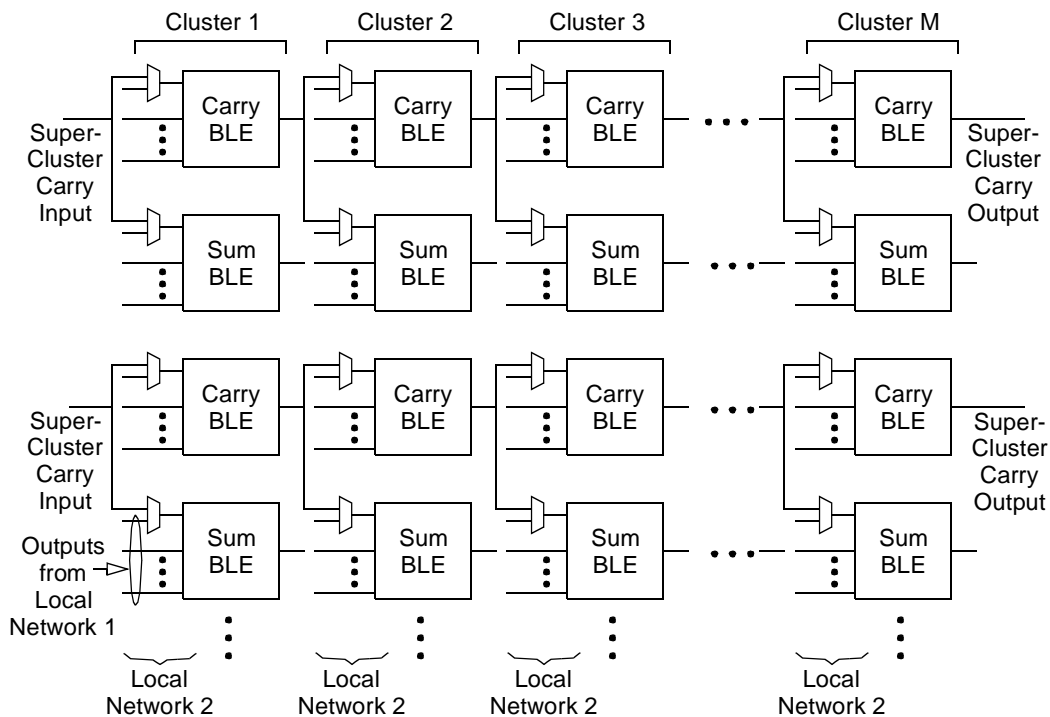 Cluster 1
Cluster 2
Cluster 3
Cluster M
Carry
BLE
Carry
BLE
Carry
BLE
Carry
BLE
Super-
Cluster
Carry
Input
Super-
Cluster
Carry
Output
Sum
BLE
Sum
BLE
Sum
BLE
Sum
BLE
Carry
BLE
Carry
BLE
Carry
BLE
Carry
BLE
Super-
Cluster
Carry
Input
Super-
Cluster
Carry
Output
Sum
BLE
Sum
BLE
Sum
BLE
Sum
BLE
Outputs
from
Local
Network 1
Local
Network 2
Local
Network 2
Local
Network 2
Local
Network 2